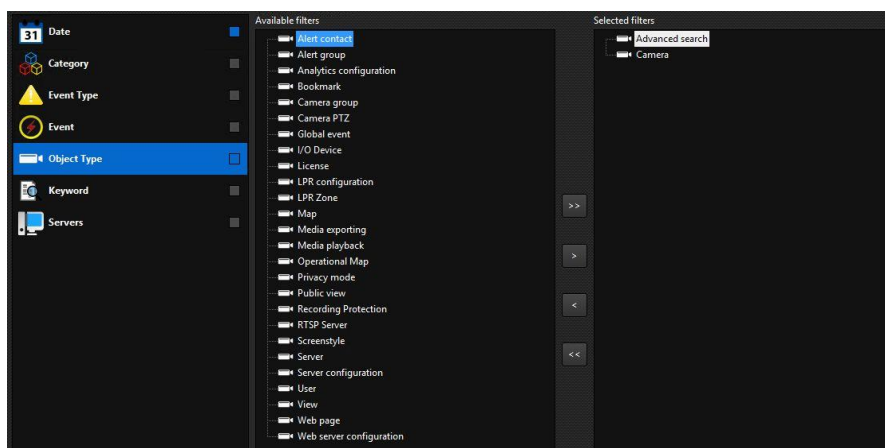 31
Date
Category
Event Type
Event
Object Type
Keyword
Servers
Available filters
Alert contact
Alert group
Analytics configuration
Bookmark
Camera group
Camera PTZ
Global event
I/O Device
License
LPR configuration
LPR Zone
Map
Media exporting
Media playback
Operational Map
Privacy mode
Public view
Recording Protection
RTSP Server
Screenstyle
Server
Server configuration
User
View
Web page
Web server configuration
>>
>
<
<<
Selected filters
Advanced search
Camera